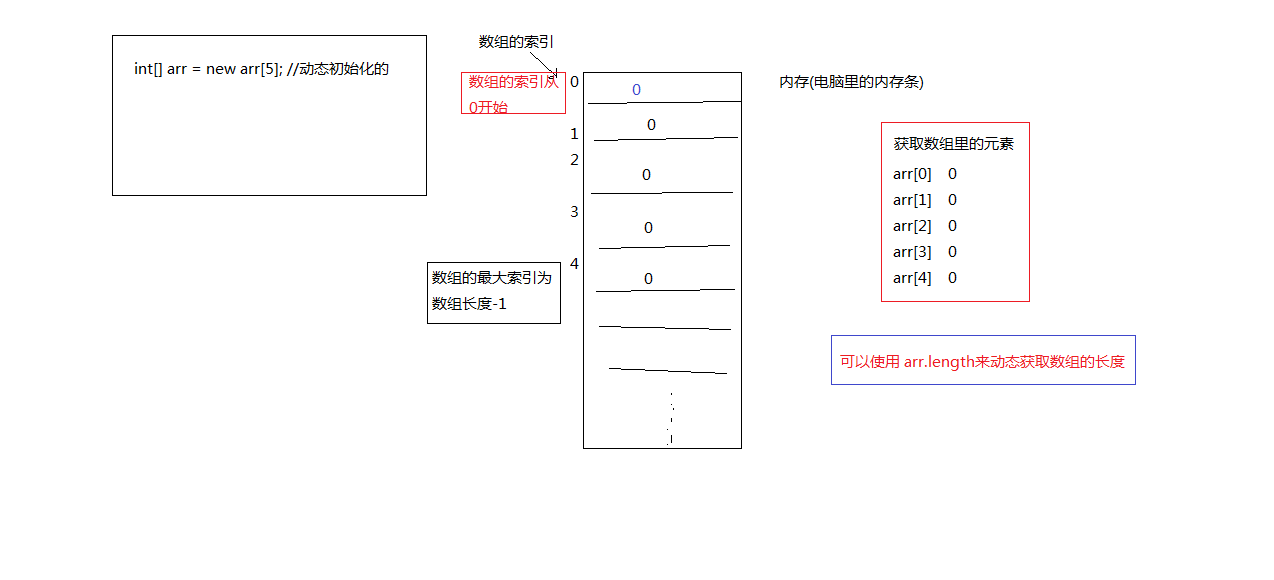 int[] arr = new arr[5]; //动态初始化的
数组的索引
数组的索引从
0开始
0
1
2
3
4
0
0
0
0
0
数组的最大索引为
数组长度-1
内存(电脑里的内存条)
获取数组里的元素
arr[0] 0
arr[1] 0
arr[2] 0
arr[3] 0
arr[4] 0
可以使用 arr.length来动态获取数组的长度